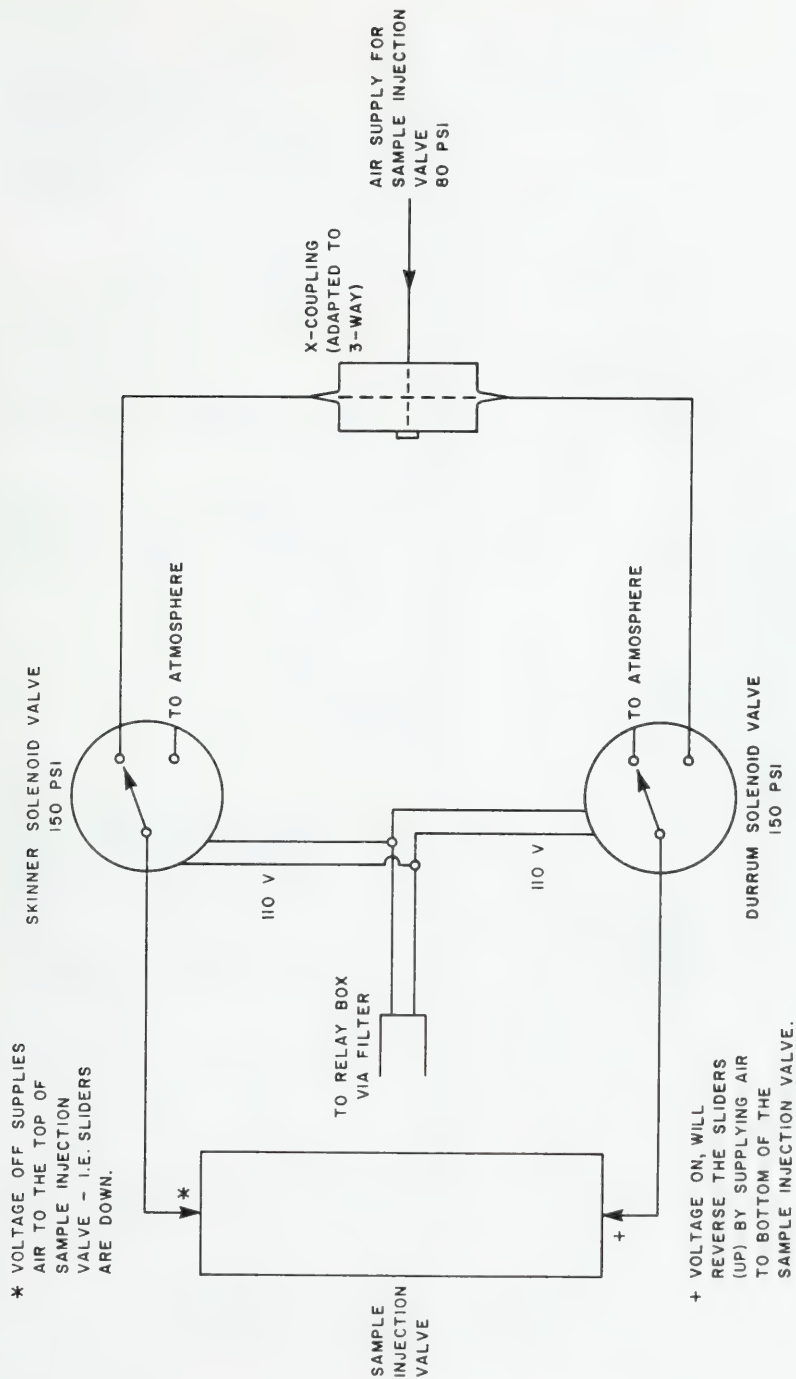 * VOLTAGE OFF SUPPLIES
AIR TO THE TOP OF
SAMPLE INJECTION
VALVE - I.E. SLIDERS
ARE DOWN.
SKINNER SOLENOID VALVE
150 PSI
TO ATMOSPHERE
X-COUPLING
(ADAPTED TO
3-WAY)
AIR SUPPLY FOR
SAMPLE INJECTION
VALVE
80 PSI
*
110 V
TO RELAY BOX
VIA FILTER
SAMPLE
INJECTION
VALVE
110 V
+
TO ATMOSPHERE
DURRUM SOLENOID VALVE
150 PSI
+ VOLTAGE ON, WILL
REVERSE THE SLIDERS
(UP) BY SUPPLYING AIR
TO BOTTOM OF THE
SAMPLE INJECTION VALVE.